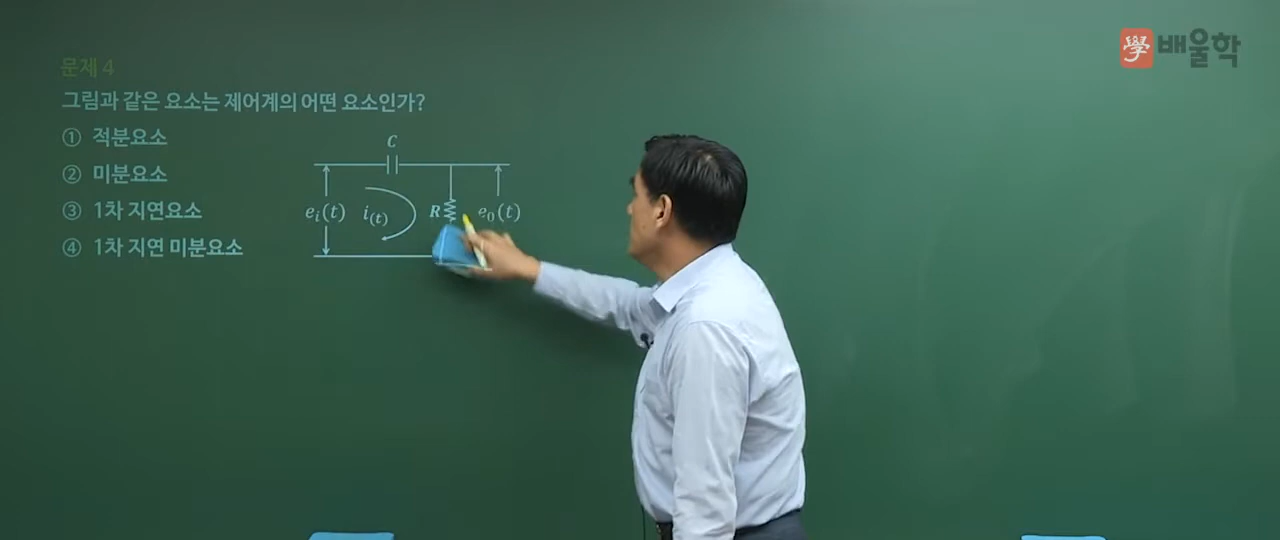 學 배울학
문제 4
그림과 같은 요소는 제어계의 어떤 요소인가?
① 적분요소
② 미분요소
③ 1차 지연요소
④ 1차 지연 미분요소
C
eᵢ(t) i₍t₎ R e₀(t)